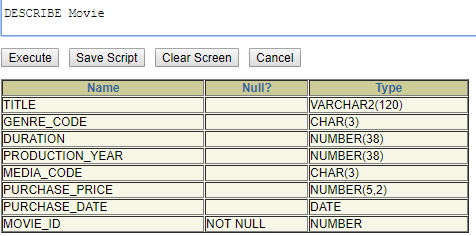 DESCRIBE Movie
Execute Save Script Clear Screen Cancel
Name Null? Type
TITLE VARCHAR2(120)
GENRE_CODE CHAR(3)
DURATION NUMBER(38)
PRODUCTION_YEAR NUMBER(38)
MEDIA_CODE CHAR(3)
PURCHASE_PRICE NUMBER(5,2)
PURCHASE_DATE DATE
MOVIE_ID NOT NULL NUMBER